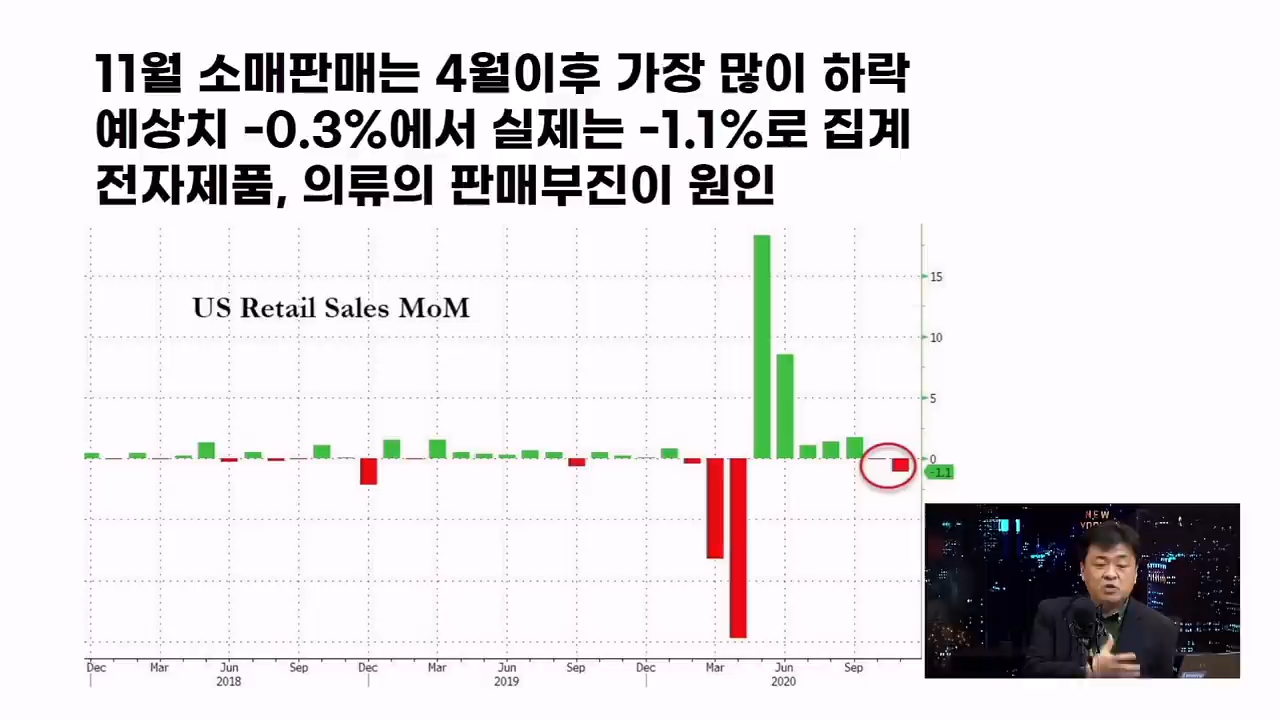 11월 소매판매는 4월이후 가장 많이 하락
예상치 -0.3%에서 실제는 -1.1%로 집계
전자제품, 의류의 판매부진이 원인
US Retail Sales MoM
15
10
5
0
-1.1
Dec Mar Jun Sep Dec Mar Jun Sep Dec Mar Jun Sep
2018 2019 2020
NEW
YORK